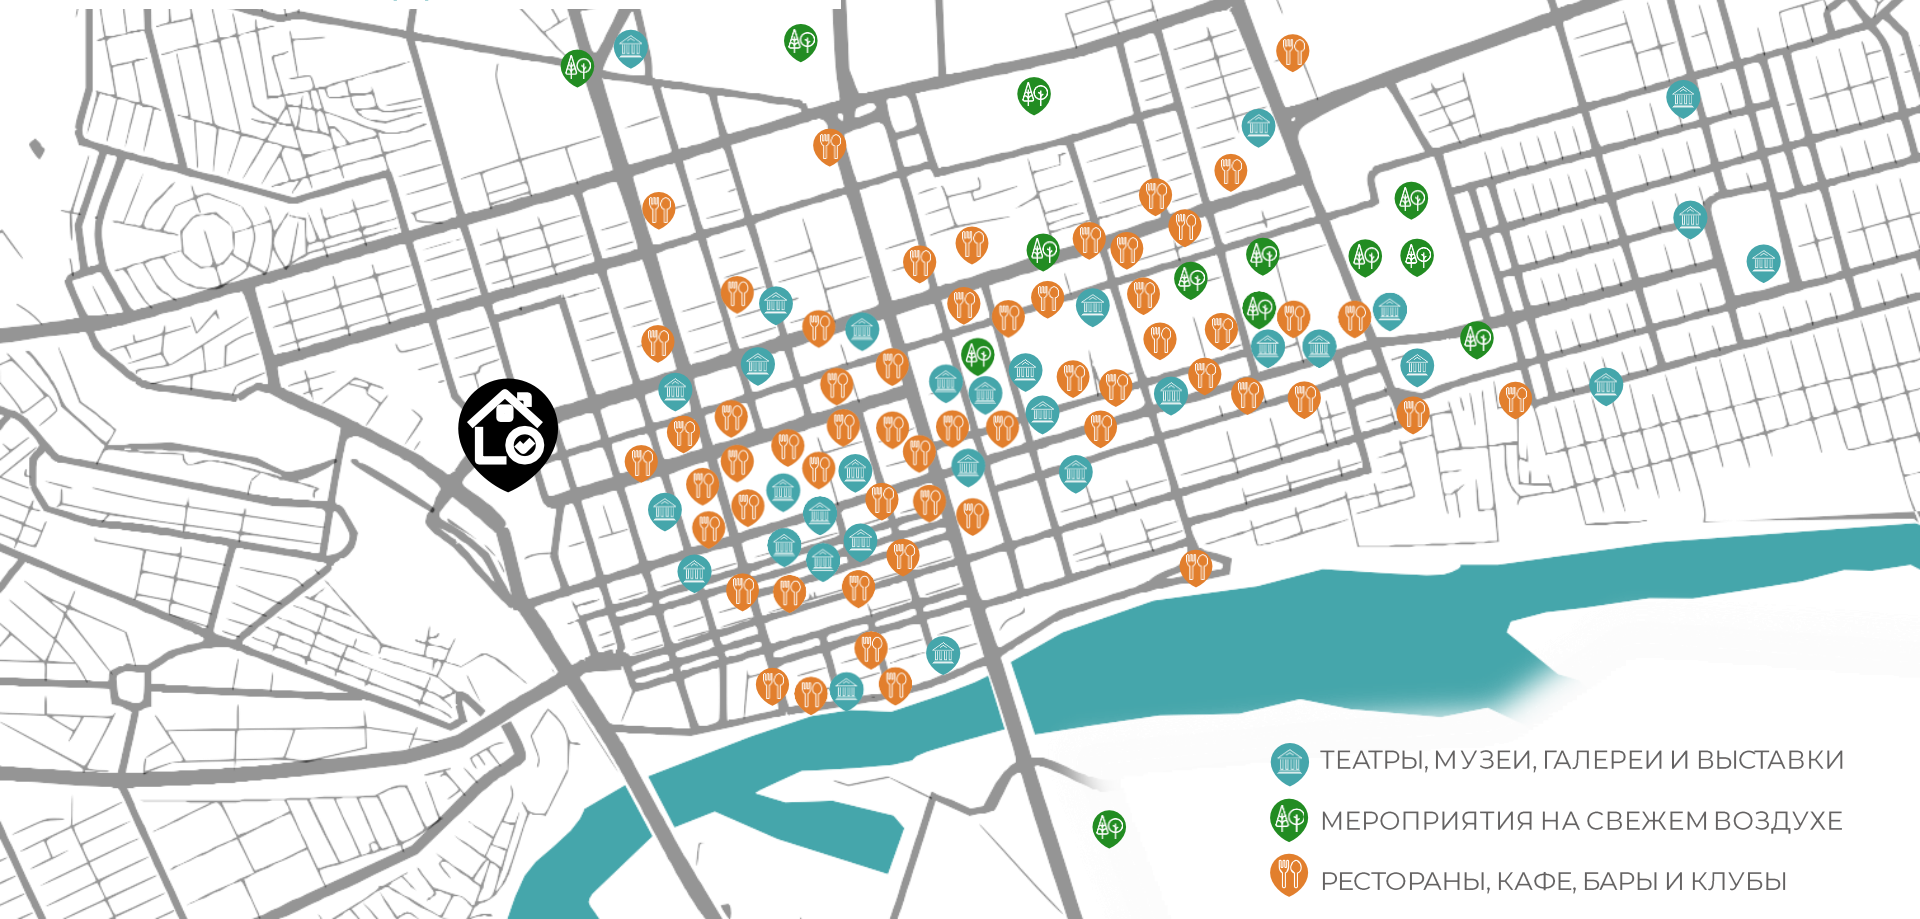 L
ТЕАТРЫ, МУЗЕИ, ГАЛЕРЕИ И ВЫСТАВКИ
МЕРОПРИЯТИЯ НА СВЕЖЕМ ВОЗДУХЕ
РЕСТОРАНЫ, КАФЕ, БАРЫ И КЛУБЫ